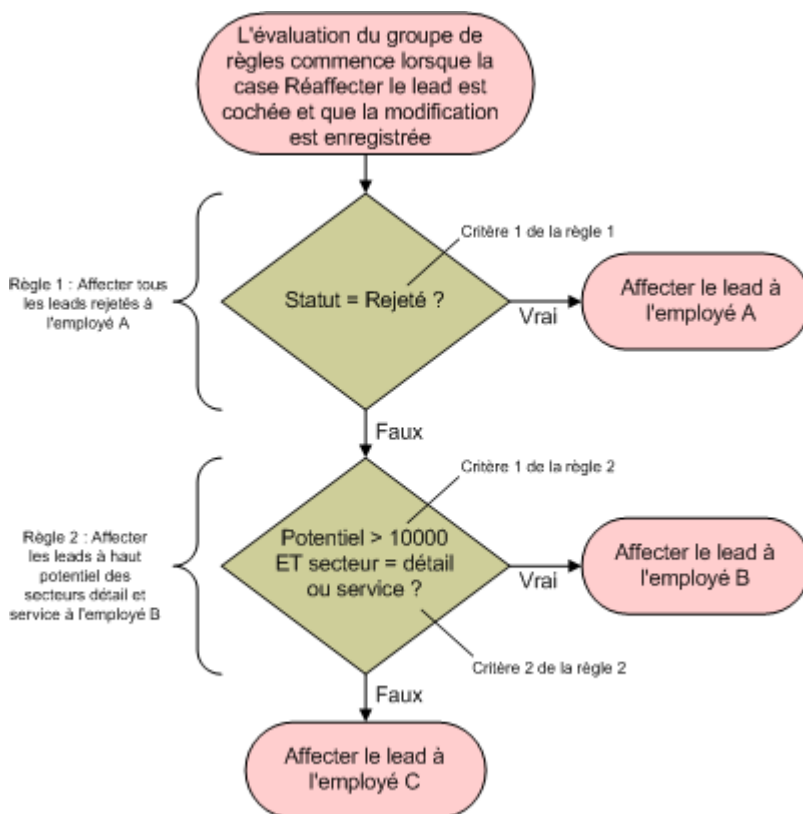 L'évaluation du groupe de
règles commence lorsque la
case Réaffecter le lead est
cochée et que la modification
est enregistrée
Critère 1 de la règle 1
Règle 1 : Affecter tous
les leads rejetés à
l'employé A
Statut = Rejeté ?
Vrai
Affecter le lead à
l'employé A
Faux
Critère 1 de la règle 2
Règle 2 : Affecter
les leads à haut
potentiel des
secteurs détail et
service à l'employé B
Potentiel > 10000
ET secteur = détail
ou service ?
Vrai
Affecter le lead à
l'employé B
Critère 2 de la règle 2
Faux
Affecter le lead à
l'employé C